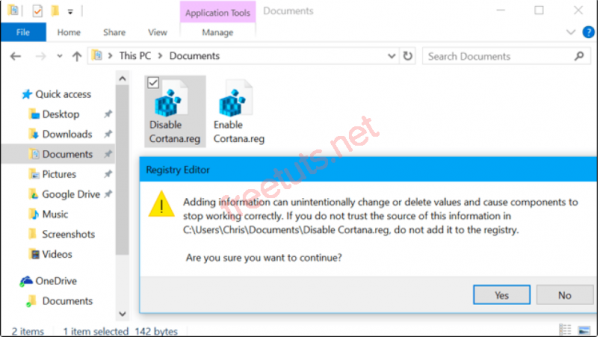 Application Tools
Documents
File
Home
Share
View
Manage
This PC
Documents
Search Documents
Quick access
Desktop
Downloads
Documents
Pictures
Google Drive
Music
Screenshots
Videos
OneDrive
Documents
Disable
Cortana.reg
Enable
Cortana.reg
freetuts.net
Registry Editor
Adding information can unintentionally change or delete values and cause components to
stop working correctly. If you do not trust the source of this information in
C:\Users\Chris\Documents\Disable Cortana.reg, do not add it to the registry.
Are you sure you want to continue?
Yes
No
2 items
1 item selected 142 bytes